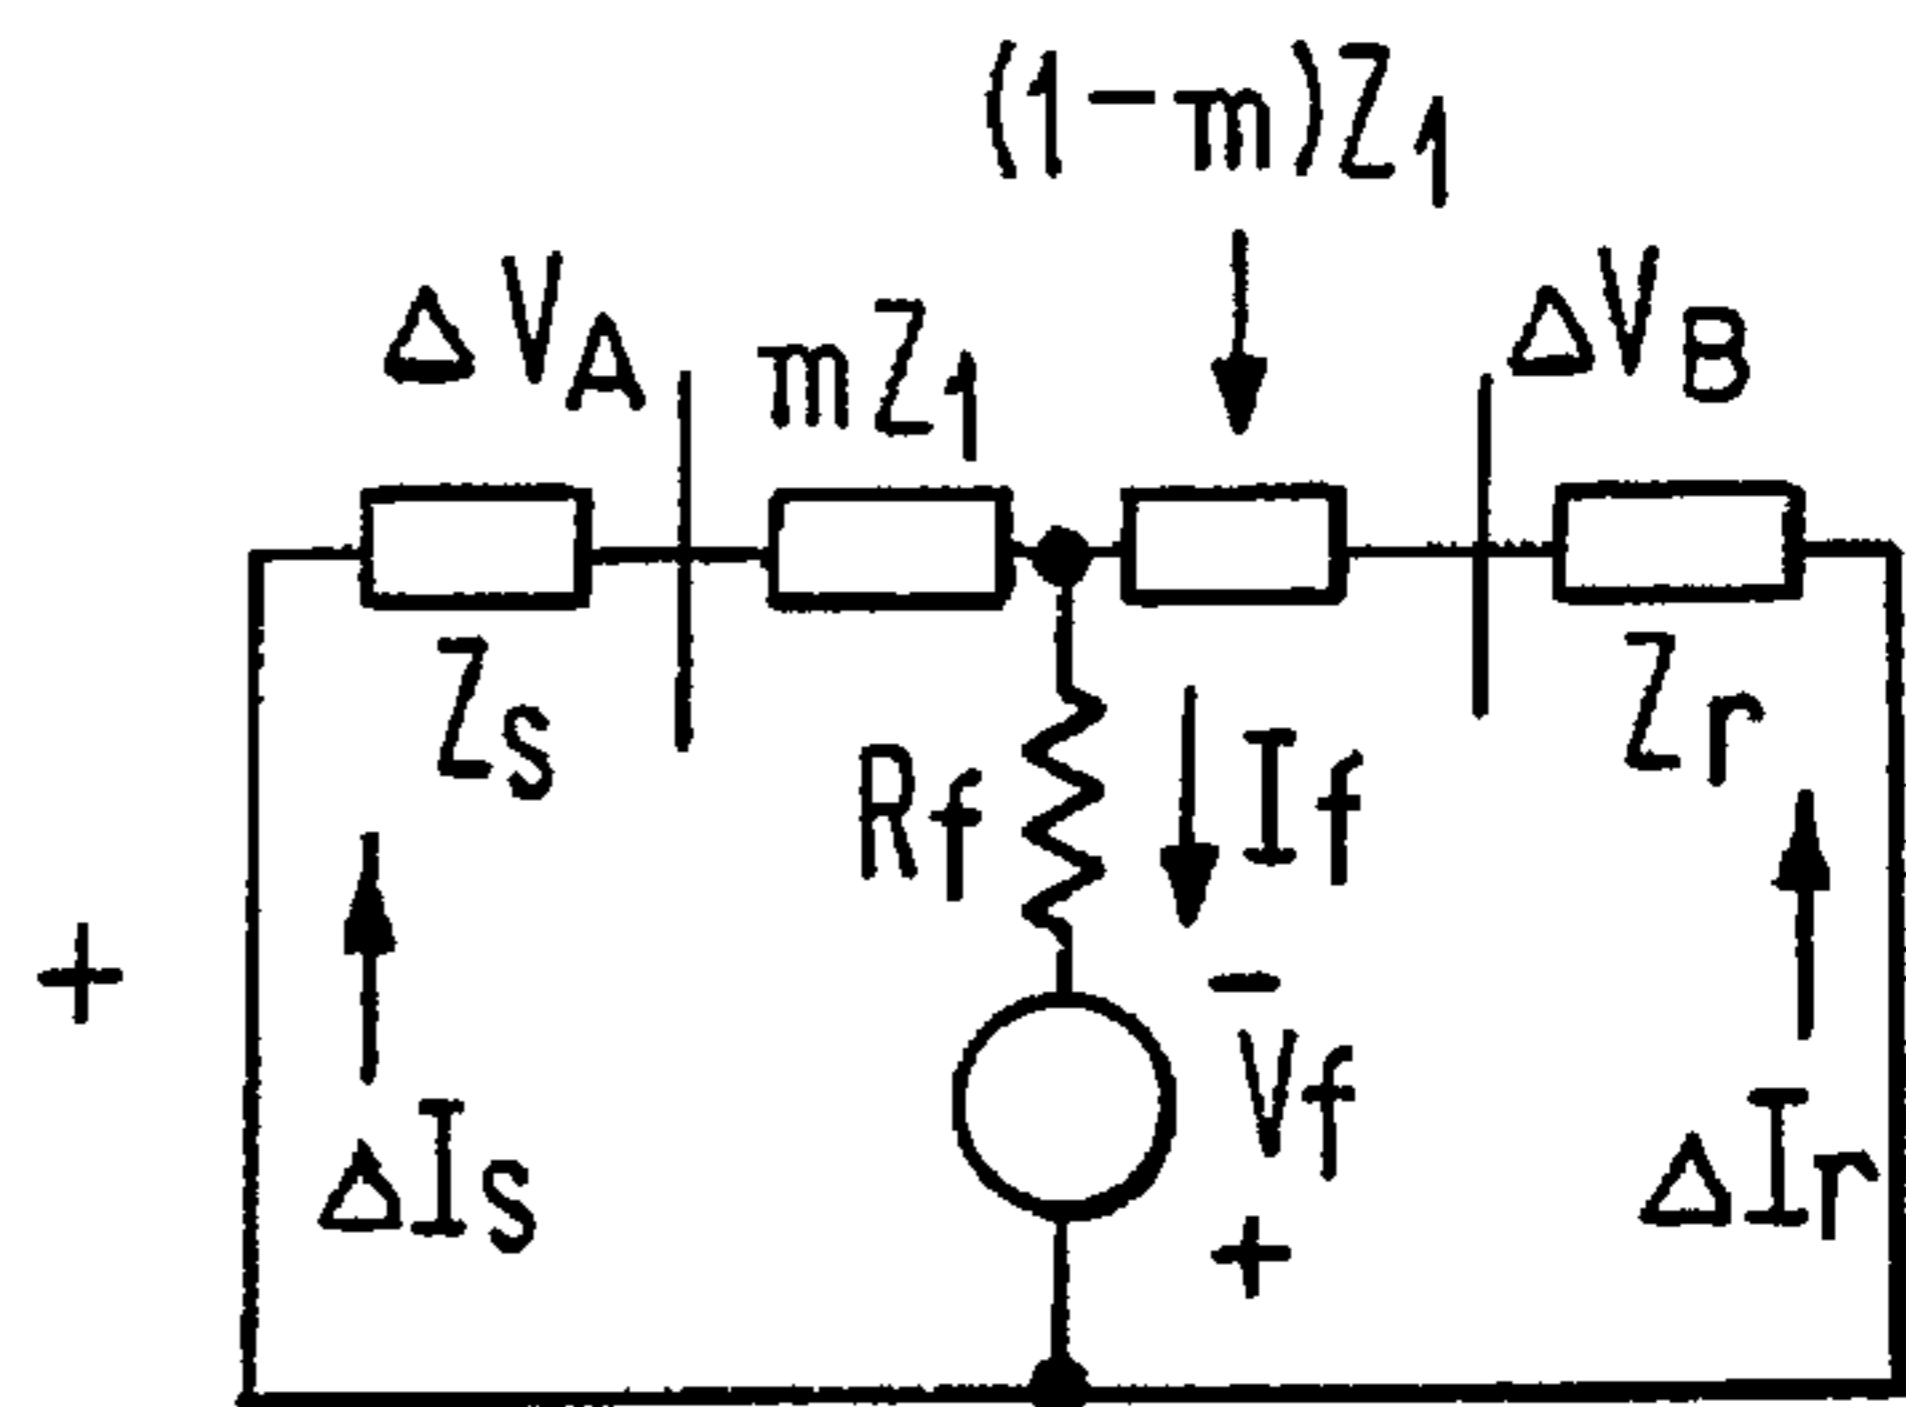 (1-m)Z1
ΔVA
mZ1
ΔVB
Zs
Zr
Rf
If
+
-
Vf
+
ΔIs
ΔIr